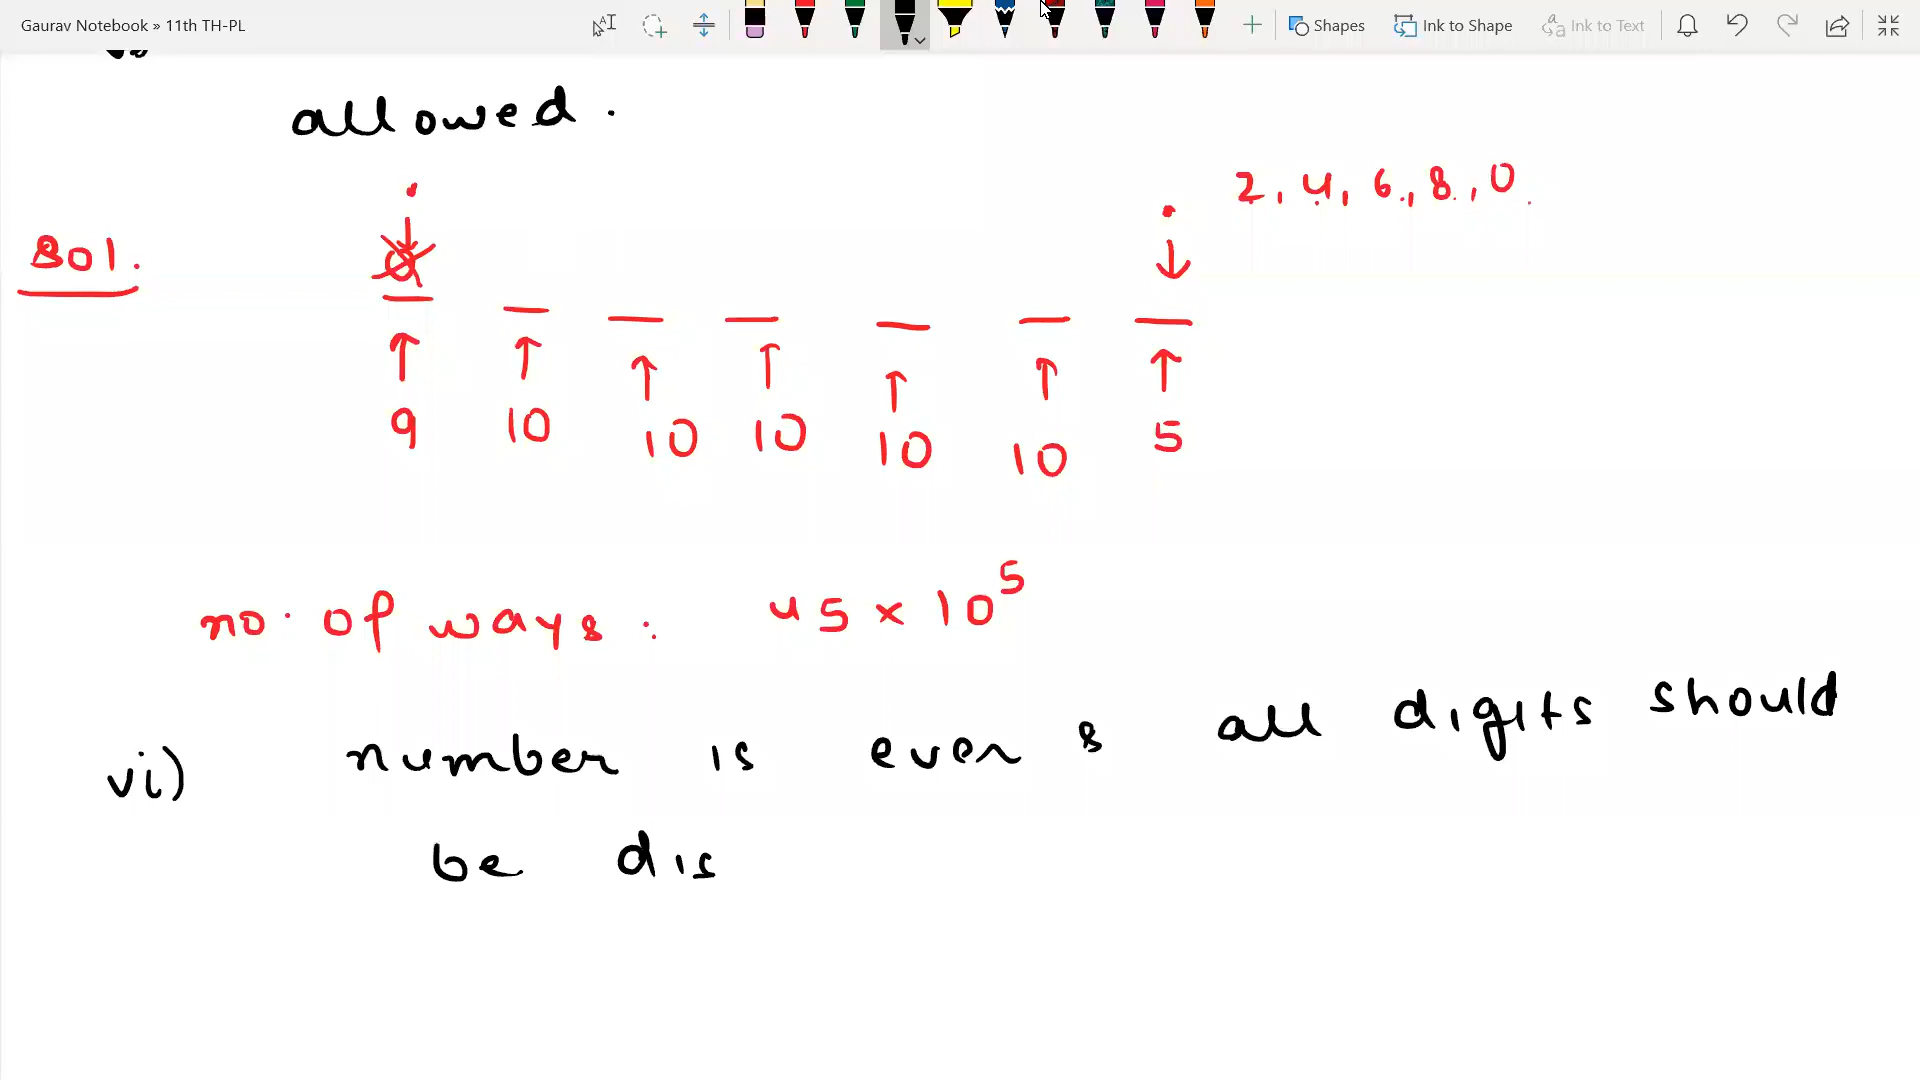 Gaurav Notebook » 11th TH-PL
Shapes Ink to Shape Ink to Text
allowed.
2, 4, 6, 8, 0
Sol.
0
9 10 10 10 10 10 5
no. of ways: 45 × 10⁵
vi) number is even & all digits should
be dis